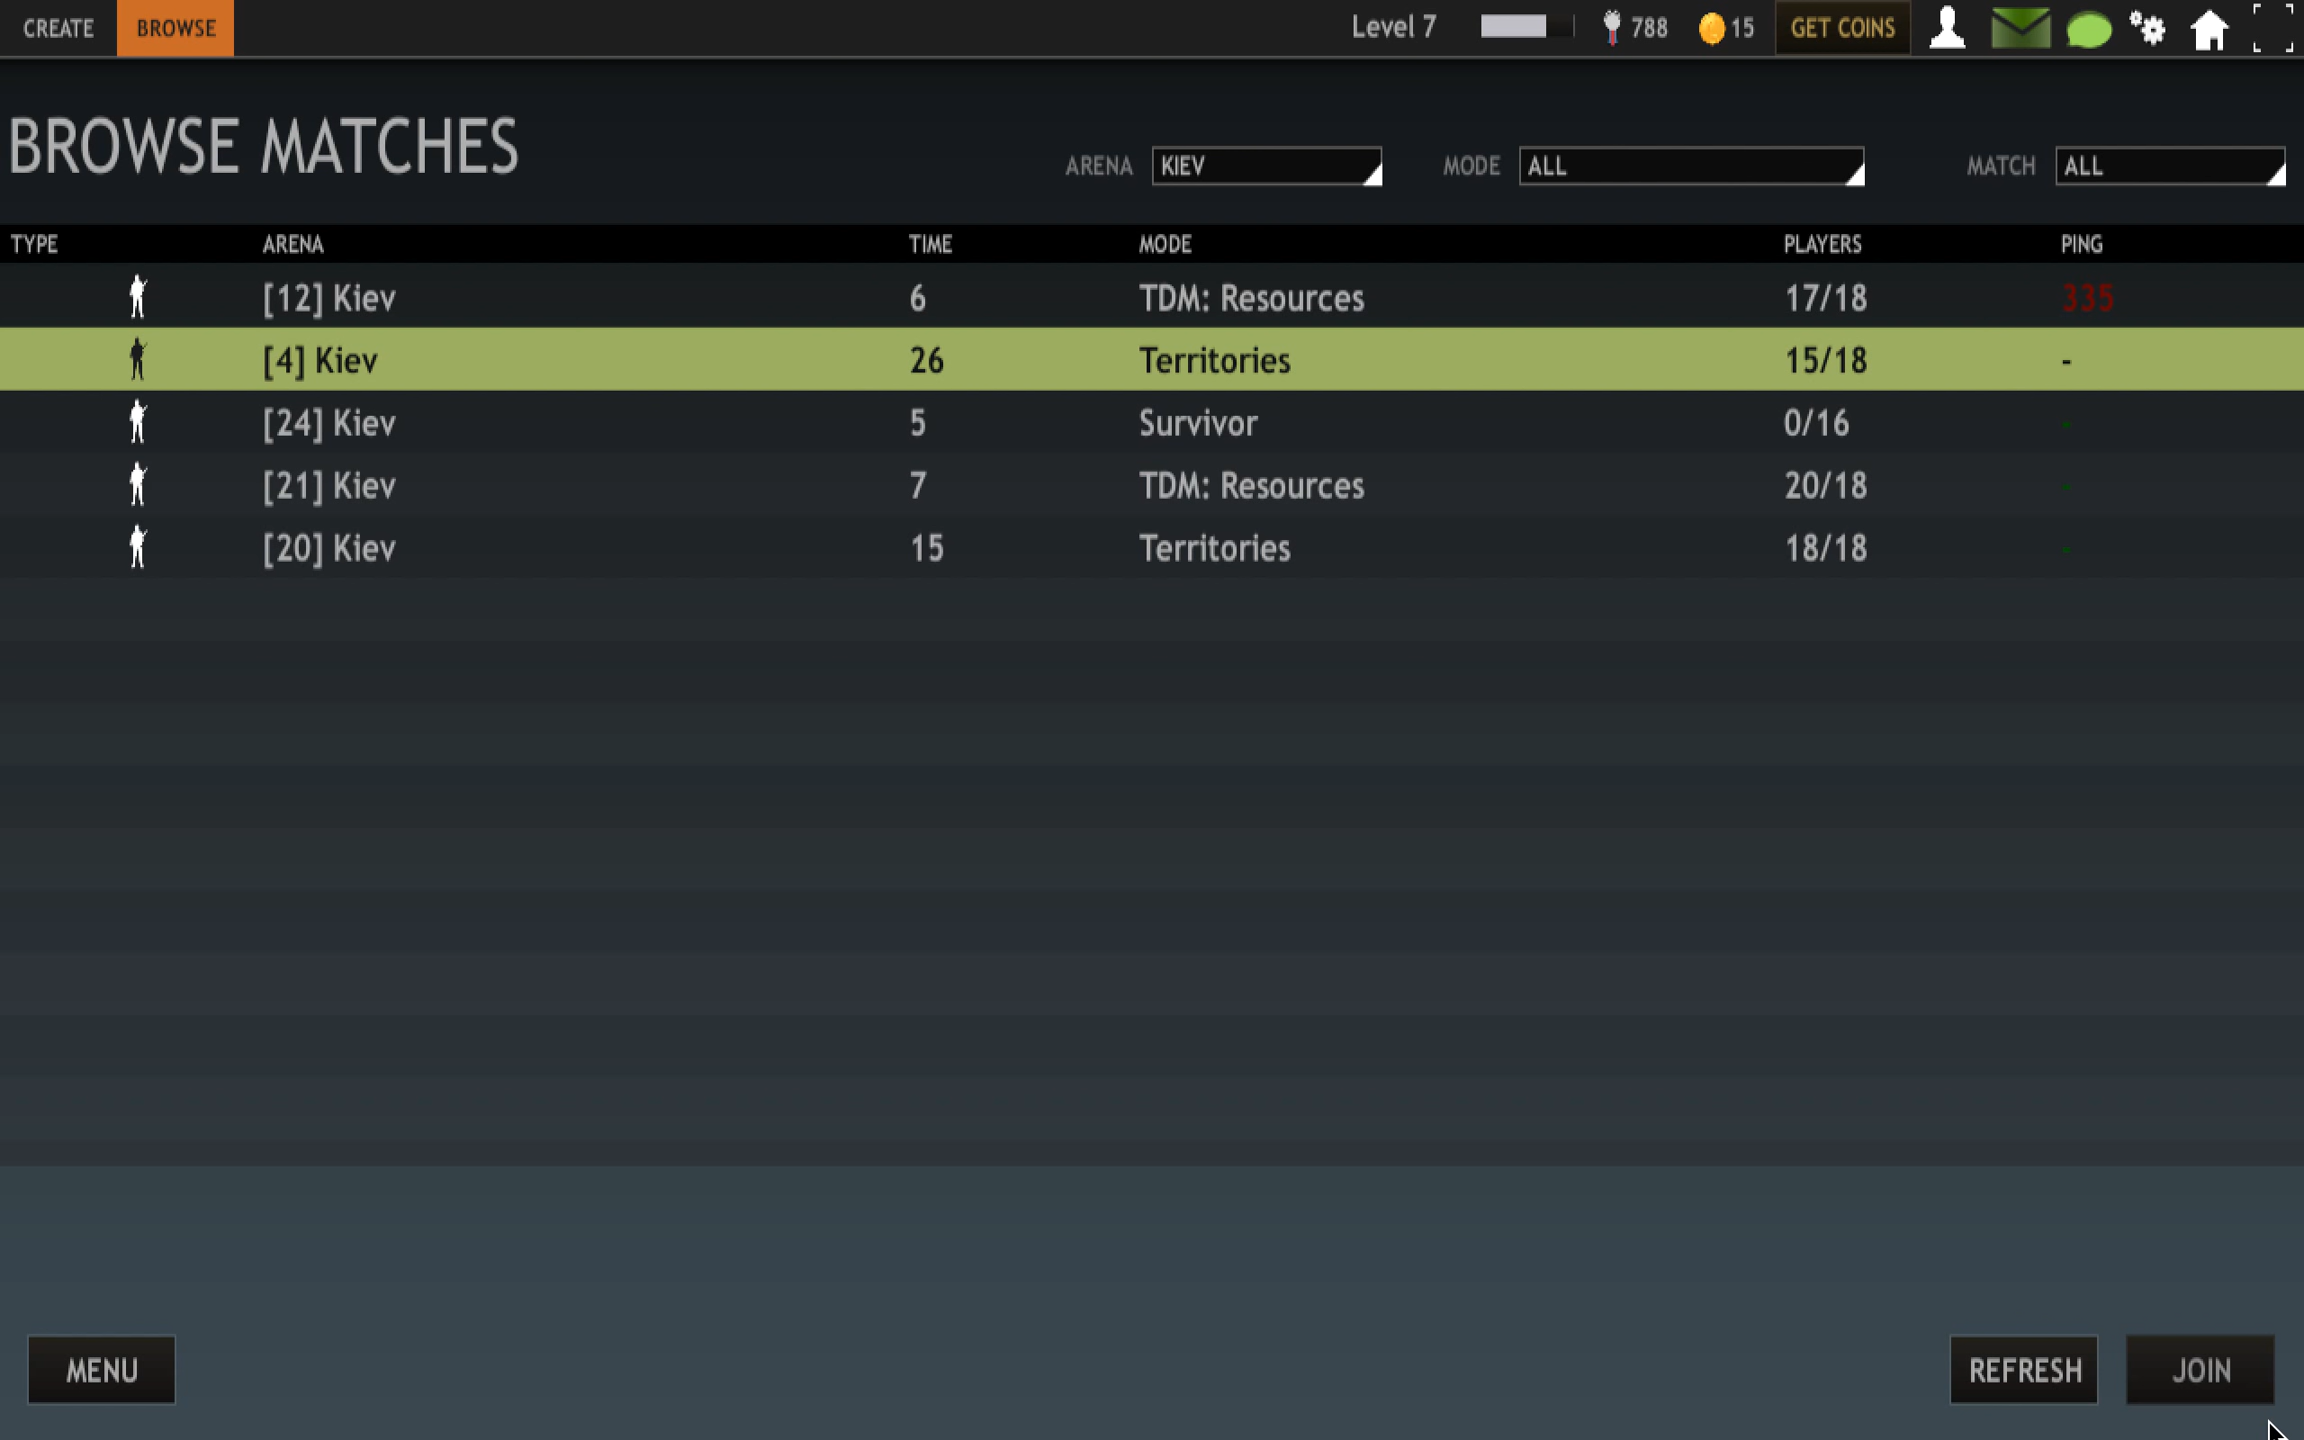 CREATE BROWSE Level 7 788 15 GET COINS
BROWSE MATCHES
ARENA KIEV MODE ALL MATCH ALL
TYPE ARENA TIME MODE PLAYERS PING
[12] Kiev 6 TDM: Resources 17/18 335
[4] Kiev 26 Territories 15/18 -
[24] Kiev 5 Survivor 0/16 -
[21] Kiev 7 TDM: Resources 20/18 -
[20] Kiev 15 Territories 18/18 -
MENU REFRESH JOIN